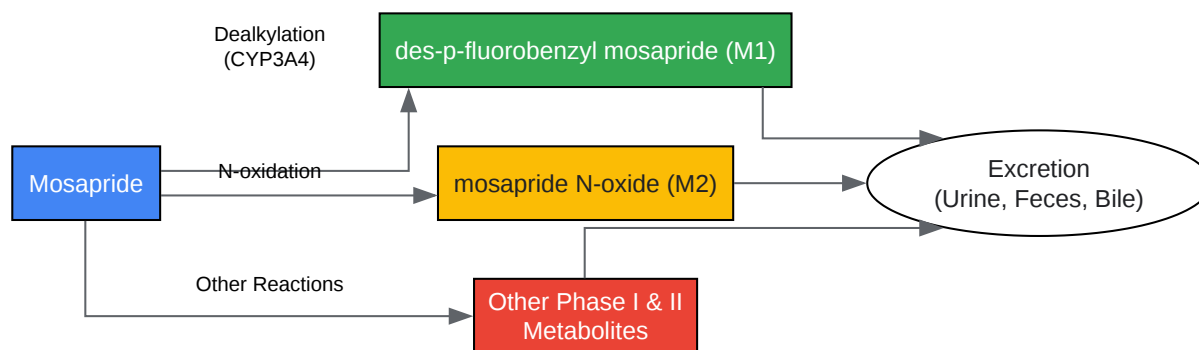 Dealkylation
(CYP3A4)
des-p-fluorobenzyl mosapride (M1)
Mosapride
N-oxidation
mosapride N-oxide (M2)
Excretion
(Urine, Feces, Bile)
Other Reactions
Other Phase I & II
Metabolites